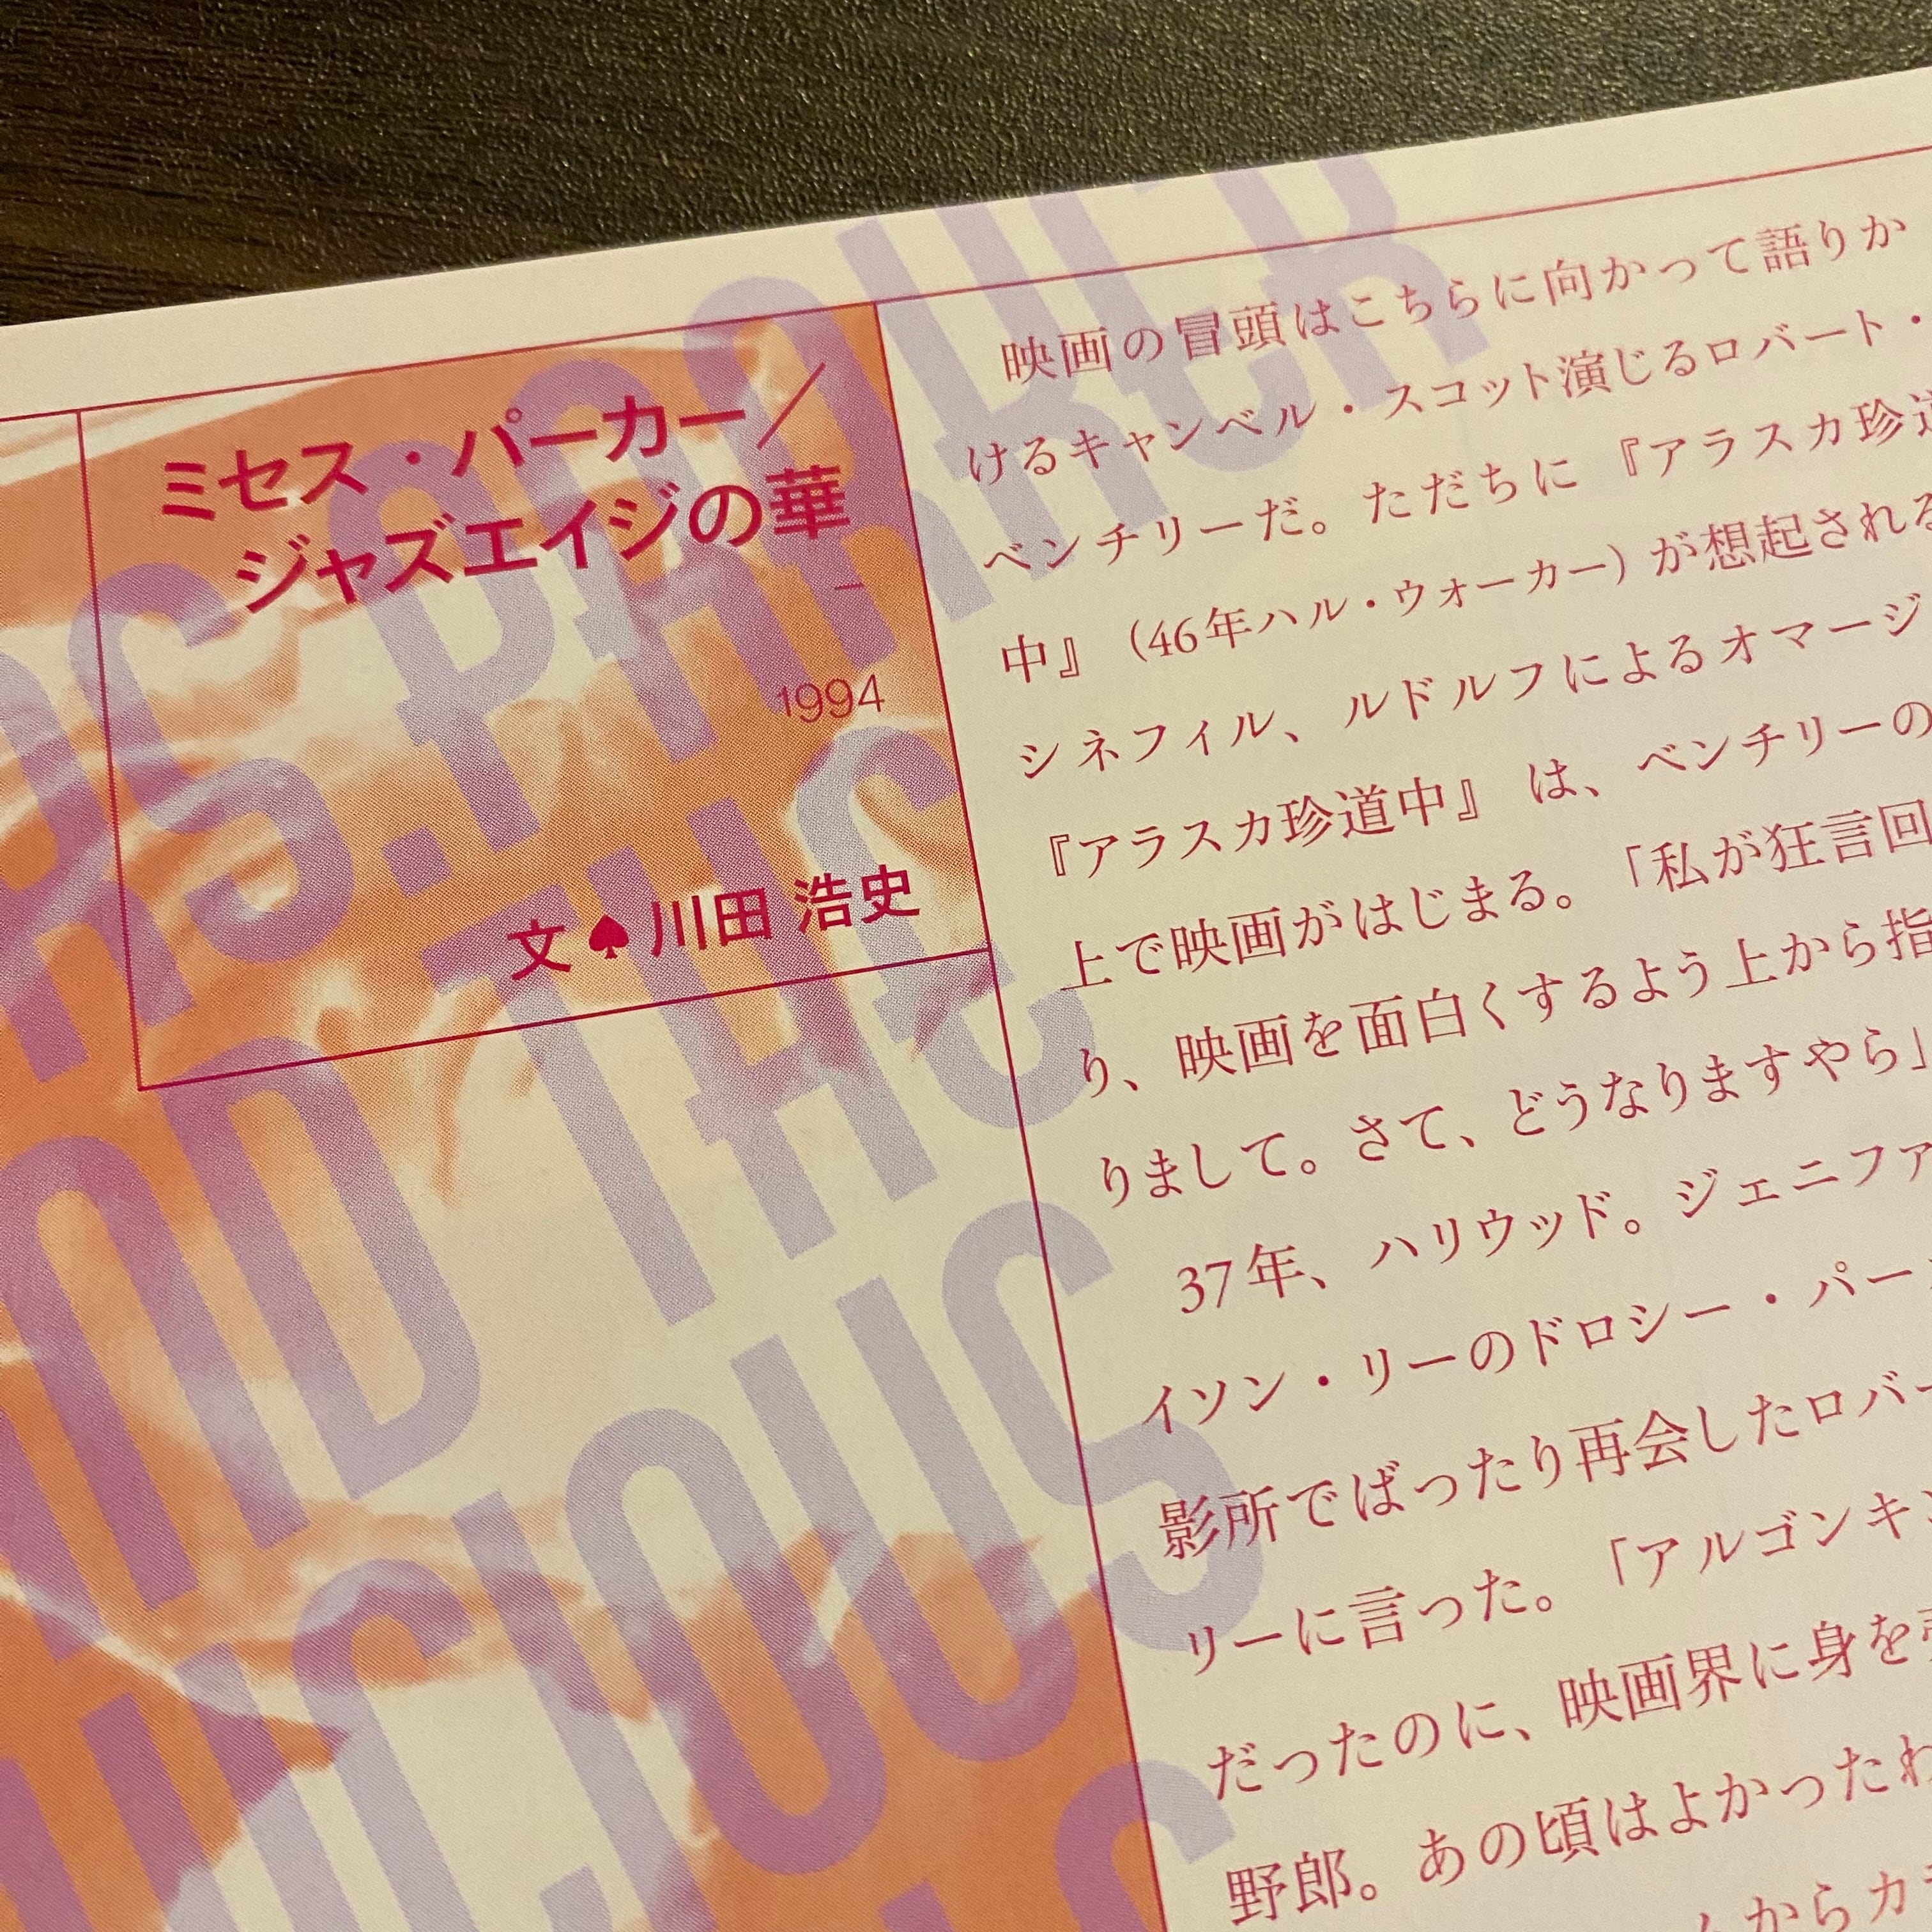 ミセス・パーカー／
ジャズエイジの華
1994
文♠川田 浩史
映画の冒頭はこちらに向かって語りか
けるキャンベル・スコット演じるロバート・
ベンチリーだ。ただちに『アラスカ珍道
中』（46年ハル・ウォーカー）が想起される
シネフィル、ルドルフによるオマージ
『アラスカ珍道中』は、ベンチリーの
上で映画がはじまる。「私が狂言回
り、映画を面白くするよう上から指
りまして。さて、どうなりますやら」
37年、ハリウッド。ジェニファ
イソン・リーのドロシー・パー
影所でばったり再会したロバー
リーに言った。「アルゴンキ
だったのに、映画界に身を
野郎。あの頃はよかったわ
からカ
RS.PARKER
ND THE
ICIOUS